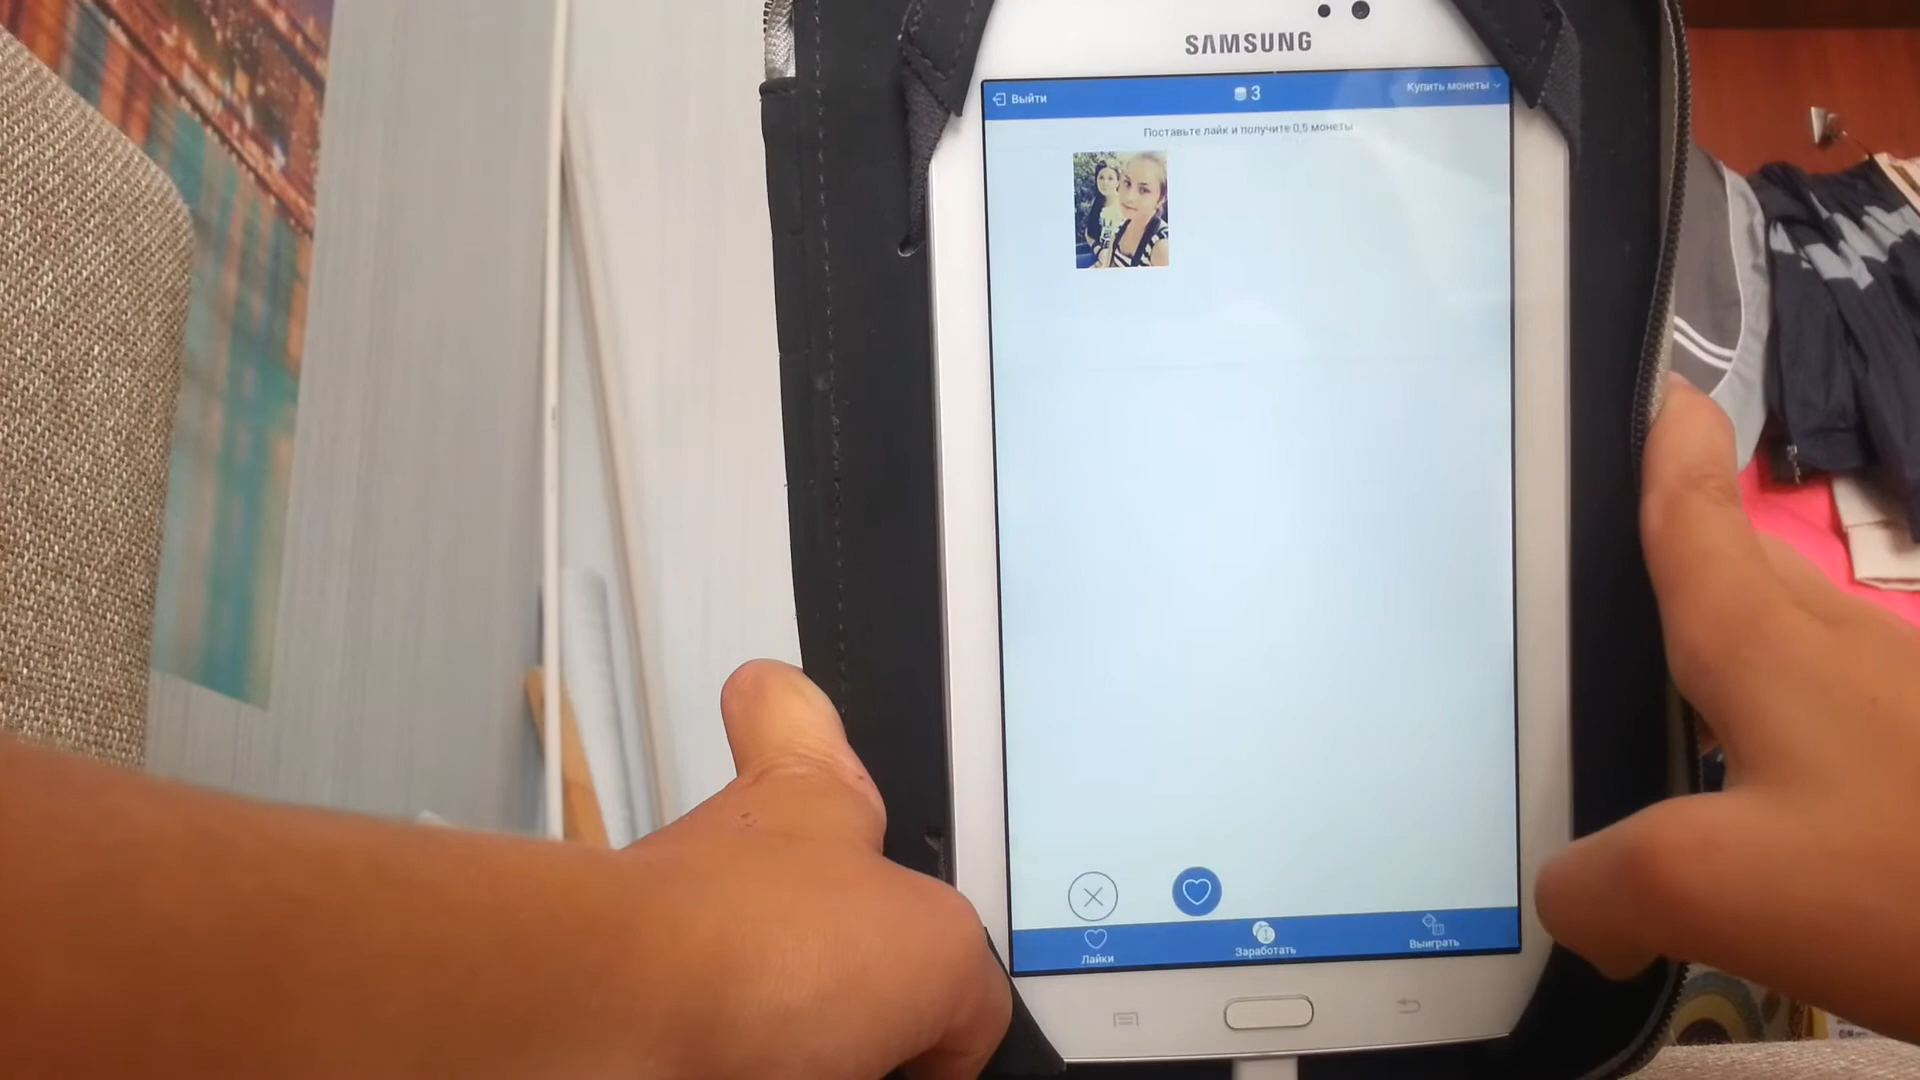 SAMSUNG
Выйти
3
Купить монеты
Поставьте лайк и получите 0,5 монеты
Лайки
Заработать
Выиграть